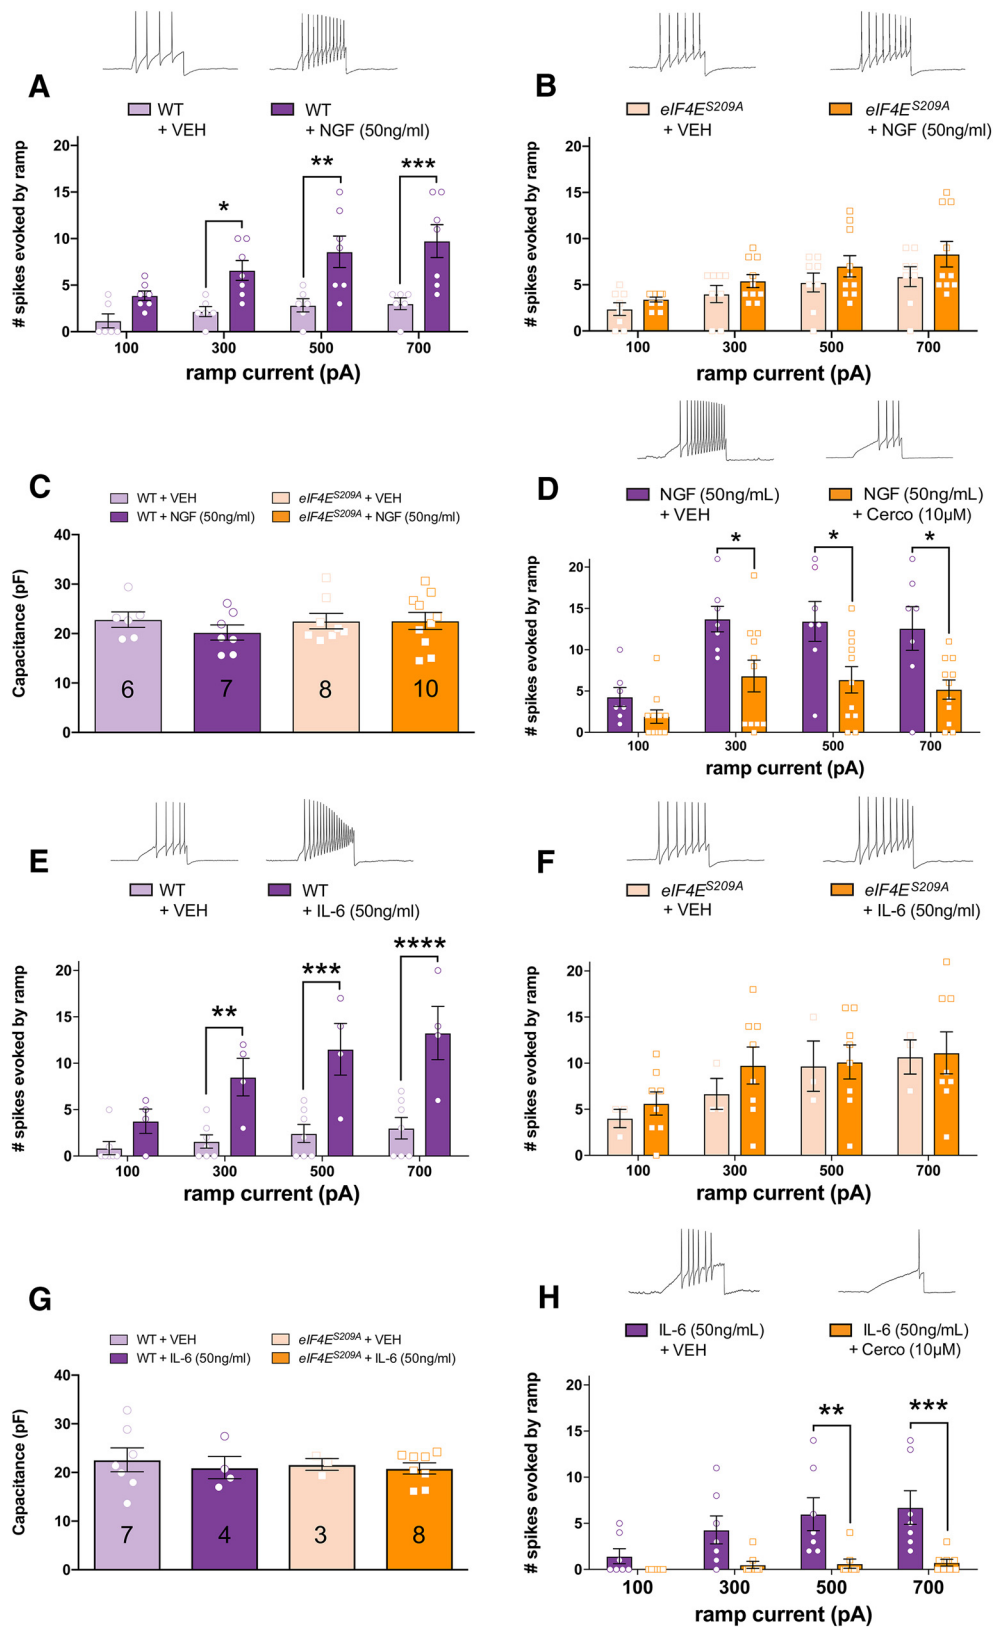 A
WT
+ VEH
WT
+ NGF (50ng/ml)
# spikes evoked by ramp
20
15
10
5
0
*
**
***
100
300
500
700
ramp current (pA)
B
eIF4E^S209A
+ VEH
eIF4E^S209A
+ NGF (50ng/ml)
# spikes evoked by ramp
20
15
10
5
0
100
300
500
700
ramp current (pA)
C
WT + VEH
eIF4E^S209A + VEH
WT + NGF (50ng/ml)
eIF4E^S209A + NGF (50ng/ml)
Capacitance (pF)
40
30
20
10
0
6
7
8
10
D
NGF (50ng/mL)
+ VEH
NGF (50ng/mL)
+ Cerco (10µM)
# spikes evoked by ramp
20
15
10
5
0
*
*
*
100
300
500
700
ramp current (pA)
E
WT
+ VEH
WT
+ IL-6 (50ng/ml)
# spikes evoked by ramp
20
15
10
5
0
**
***
****
100
300
500
700
ramp current (pA)
F
eIF4E^S209A
+ VEH
eIF4E^S209A
+ IL-6 (50ng/ml)
# spikes evoked by ramp
20
15
10
5
0
100
300
500
700
ramp current (pA)
G
WT + VEH
eIF4E^S209A + VEH
WT + IL-6 (50ng/ml)
eIF4E^S209A + IL-6 (50ng/ml)
Capacitance (pF)
40
30
20
10
0
7
4
3
8
H
IL-6 (50ng/mL)
+ VEH
IL-6 (50ng/mL)
+ Cerco (10µM)
# spikes evoked by ramp
20
15
10
5
0
**
***
100
300
500
700
ramp current (pA)